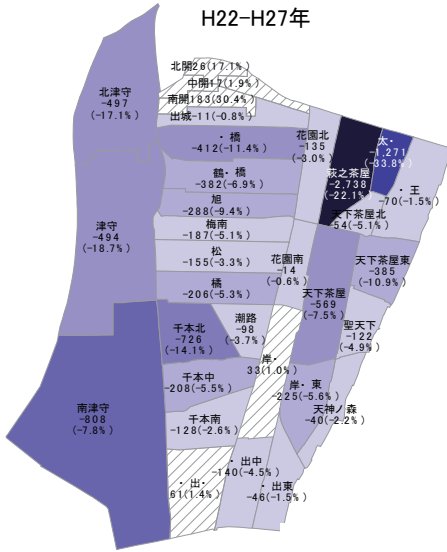 H22-H27年
北開26(17.1%)
中開17(1.9%)
南開183(30.4%)
出城-11(-0.8%)
北津守
-497
(-17.1%)
・橋
-412(-11.4%)
花園北
-135
(-3.0%)
太・
-1,271
(-33.8%)
萩之茶屋
-2,738
(-22.1%)
・王
-70(-1.5%)
鶴・橋
-382(-6.9%)
旭
-288(-9.4%)
天下茶屋北
-54(-5.1%)
梅南
-187(-5.1%)
津守
-494
(-18.7%)
松
-155(-3.3%)
花園南
-14
(-0.6%)
天下茶屋東
-385
(-10.9%)
橘
-206(-5.3%)
天下茶屋
-569
(-7.5%)
潮路
-98
(-3.7%)
千本北
-726
(-14.1%)
聖天下
-122
(-4.9%)
岸・
33(1.0%)
千本中
-208(-5.5%)
岸・東
-225(-5.6%)
南津守
-808
(-7.8%)
天神ノ森
-40(-2.2%)
千本南
-128(-2.6%)
・出中
-140(-4.5%)
・出・
61(1.4%)
・出東
-46(-1.5%)